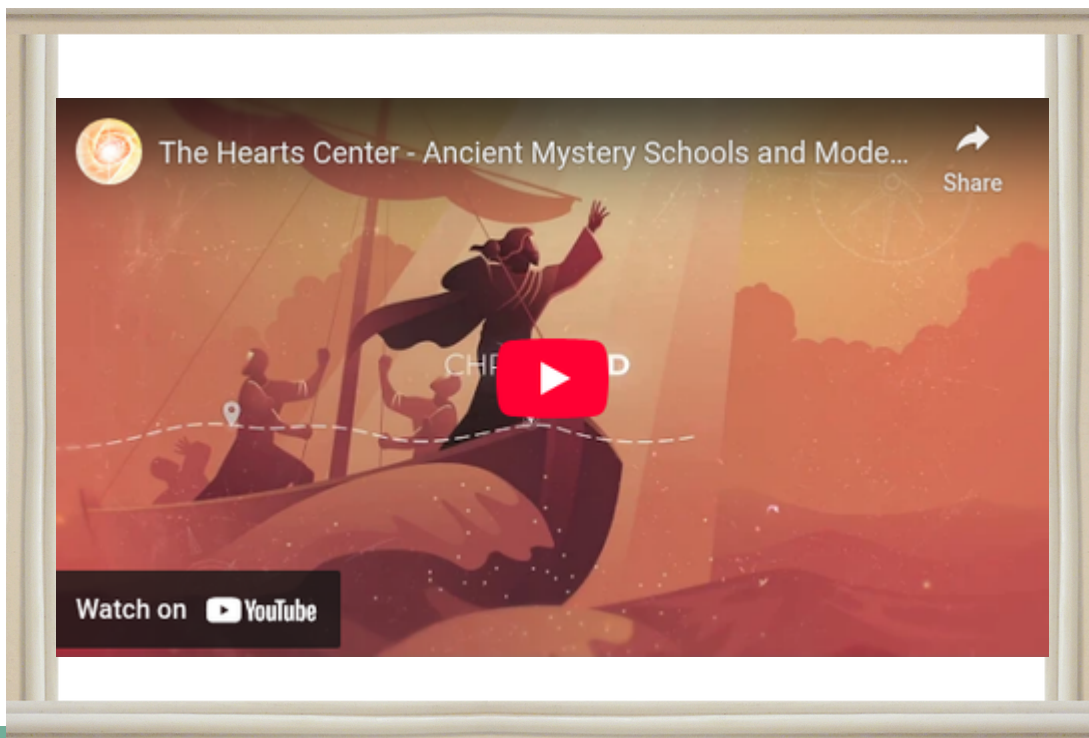 The Hearts Center - Ancient Mystery Schools and Mode...
Share
Watch on YouTube